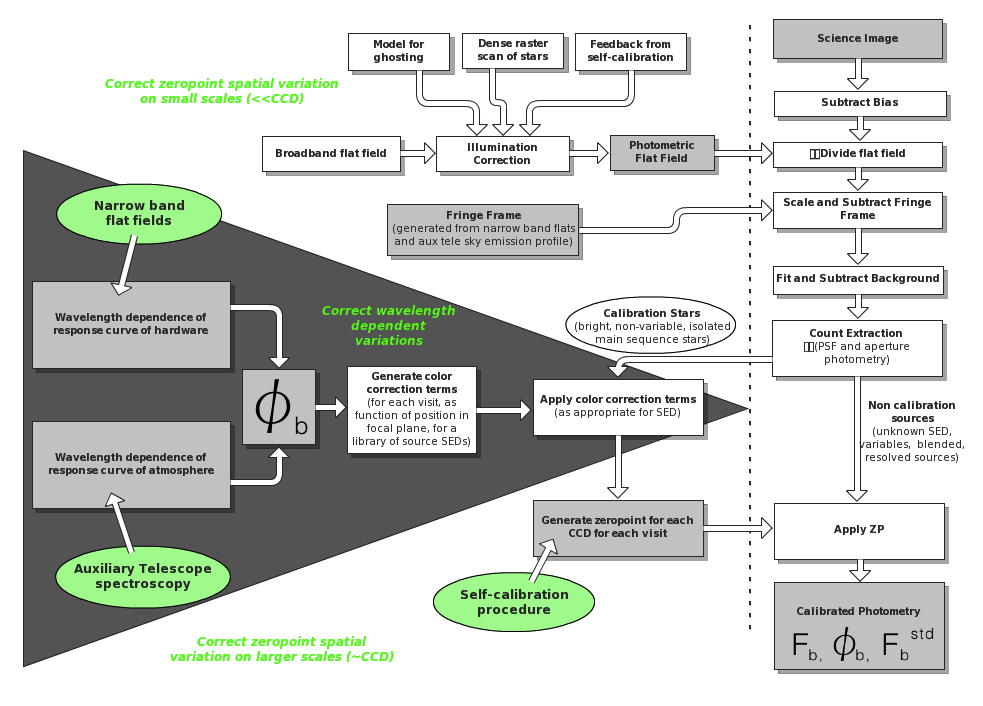 Science Image
Model for
ghosting
Dense raster
scan of stars
Feedback from
self-calibration
Correct zeropoint spatial variation
on small scales (<<CCD)
Subtract Bias
Broadband flat field
Illumination
Correction
Photometric
Flat Field
Divide flat field
Narrow band
flat fields
Fringe Frame
(generated from narrow band flats
and aux tele sky emission profile)
Scale and Subtract Fringe
Frame
Fit and Subtract Background
Wavelength dependence of
response curve of hardware
Correct wavelength
dependent
variations
Calibration Stars
(bright, non-variable, isolated
main sequence stars)
Count Extraction
(PSF and aperture
photometry)
ϕb
Generate color
correction terms
(for each visit, as
function of position in
focal plane, for a
library of source SEDs)
Apply color correction terms
(as appropriate for SED)
Non calibration
sources
(unknown SED,
variables, blended,
resolved sources)
Wavelength dependence of
response curve of atmosphere
Generate zeropoint for each
CCD for each visit
Apply ZP
Auxiliary Telescope
spectroscopy
Self-calibration
procedure
Calibrated Photometry
Fb, ϕb, Fb std
Correct zeropoint spatial
variation on larger scales (~CCD)